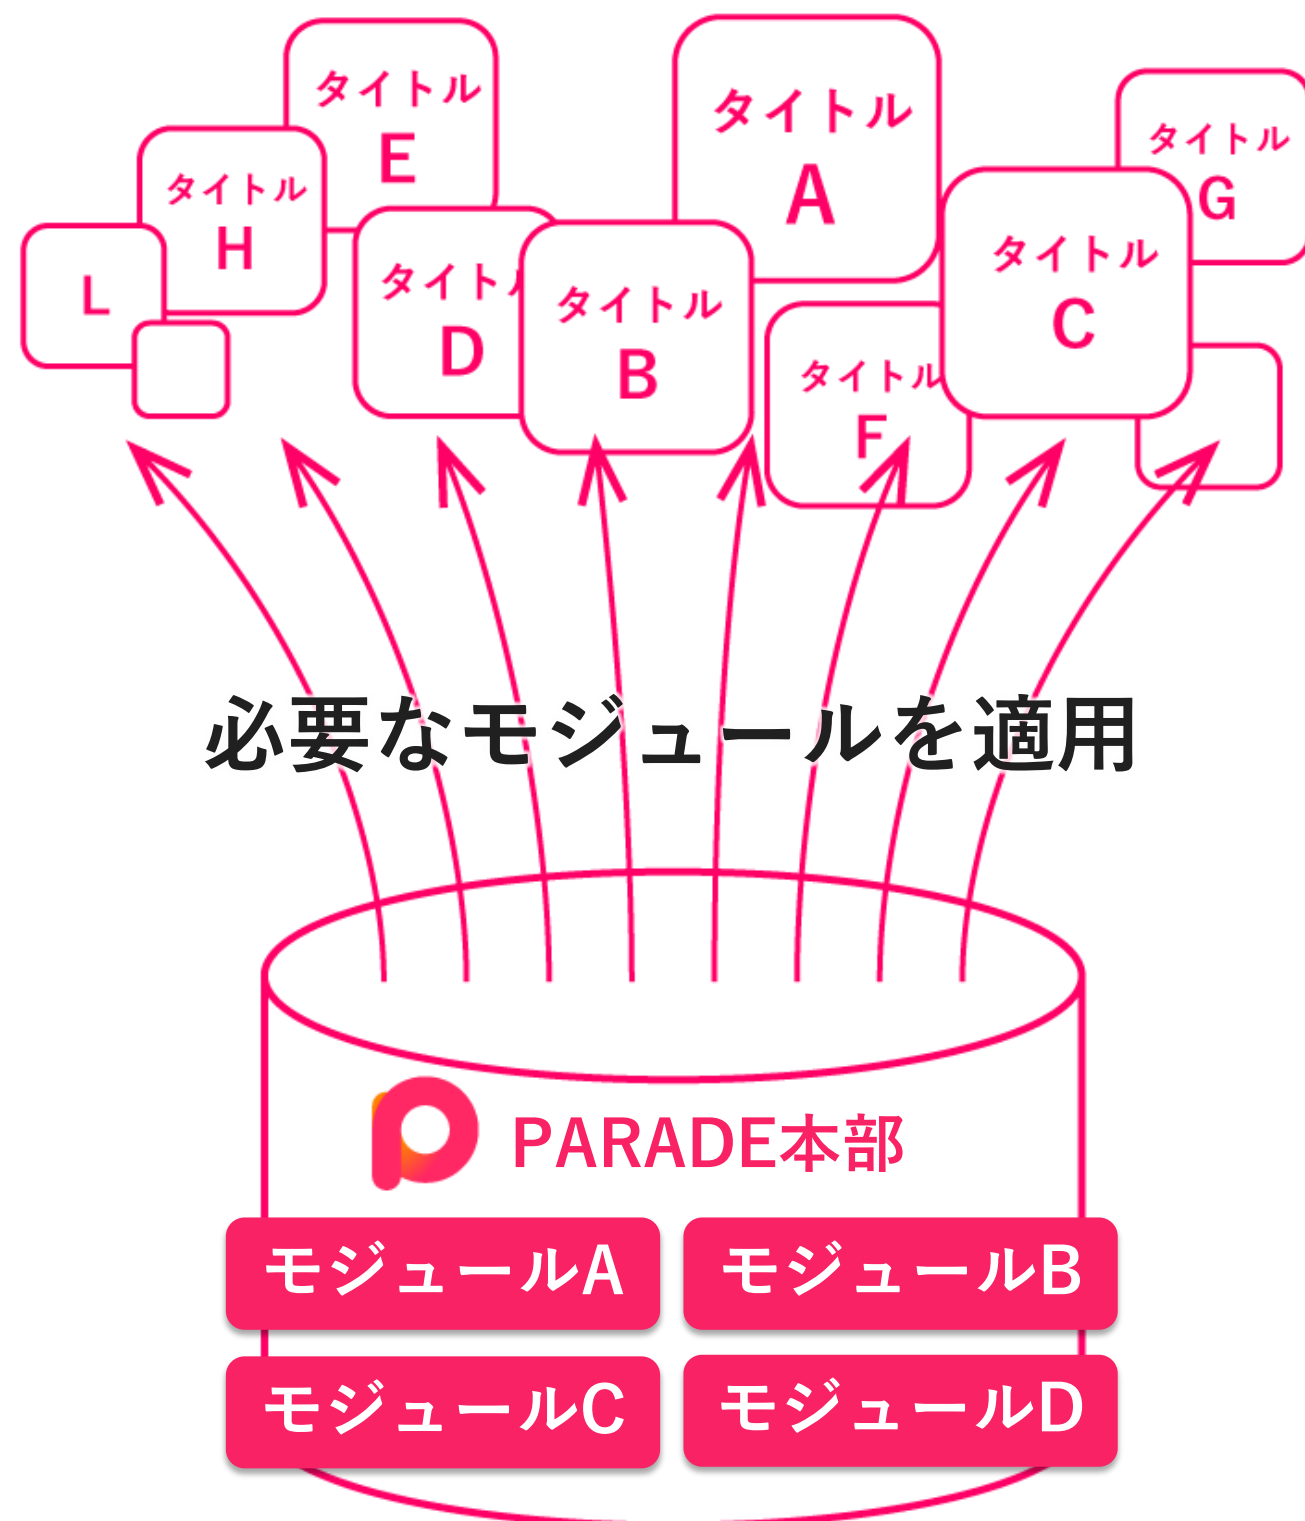 タイトル
E
タイトル
A
タイトル
G
タイトル
H
タイトル
C
L
タイトル
D
タイトル
B
タイトル
F
必要なモジュールを適用
PARADE本部
モジュールA
モジュールB
モジュールC
モジュールD